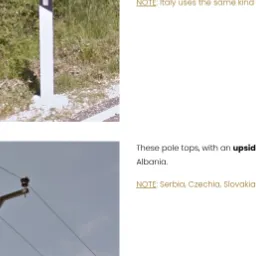 NOTE: Italy uses the same kind
These pole tops, with an upsid
Albania.
NOTE: Serbia, Czechia, Slovakia